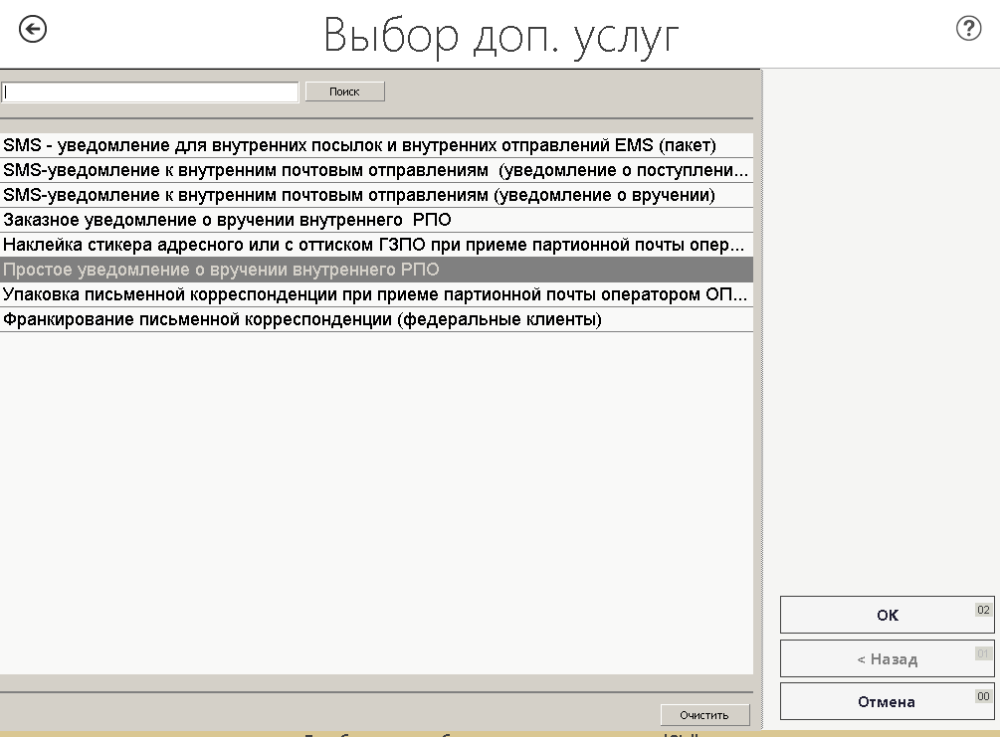 Выбор доп. услуг
?
Поиск
SMS - уведомление для внутренних посылок и внутренних отправлений EMS (пакет)
SMS-уведомление к внутренним почтовым отправлениям (уведомление о поступлени...
SMS-уведомление к внутренним почтовым отправлениям (уведомление о вручении)
Заказное уведомление о вручении внутреннего РПО
Наклейка стикера адресного или с оттиском ГЗПО при приеме партионной почты опер...
Простое уведомление о вручении внутреннего РПО
Упаковка письменной корреспонденции при приеме партионной почты оператором ОП...
Франкирование письменной корреспонденции (федеральные клиенты)
ОК 02
< Назад 01
Отмена 00
Очистить